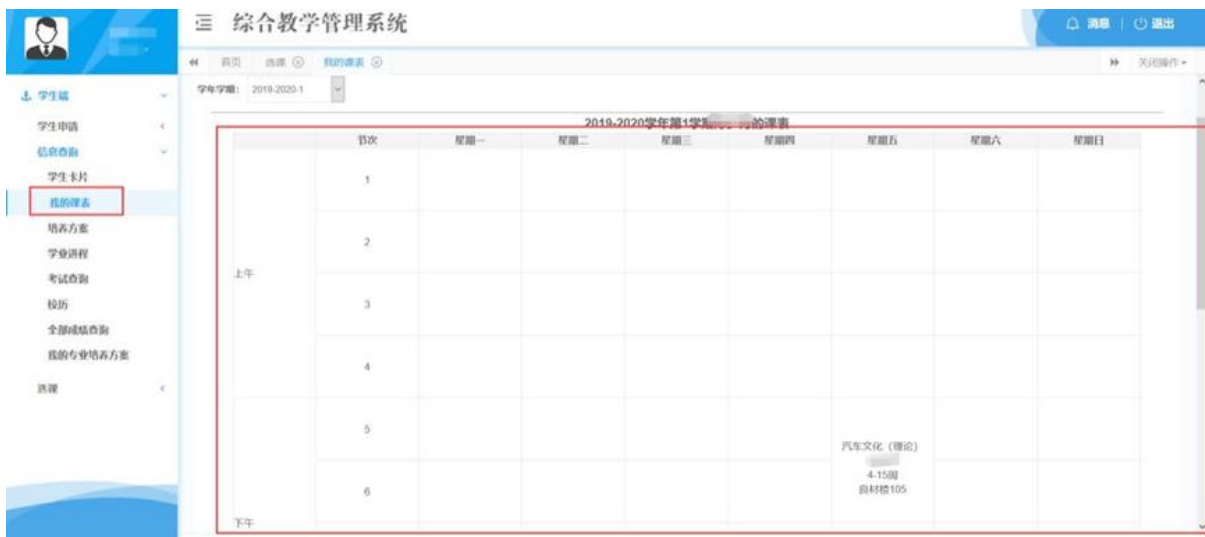 综合教学管理系统
消息 | 退出
首页 选课 我的课表 关闭操作
学生端
学生申请
信息查询
学生卡片
我的课表
培养方案
学业进程
考试查询
校历
全部成绩查询
我的专业培养方案
选课
学年学期: 2019-2020-1
2019-2020学年第1学期 的课表
节次 星期一 星期二 星期三 星期四 星期五 星期六 星期日
上午
1
2
3
4
下午
5
6
汽车文化（理论）
4-15周
良材楼105